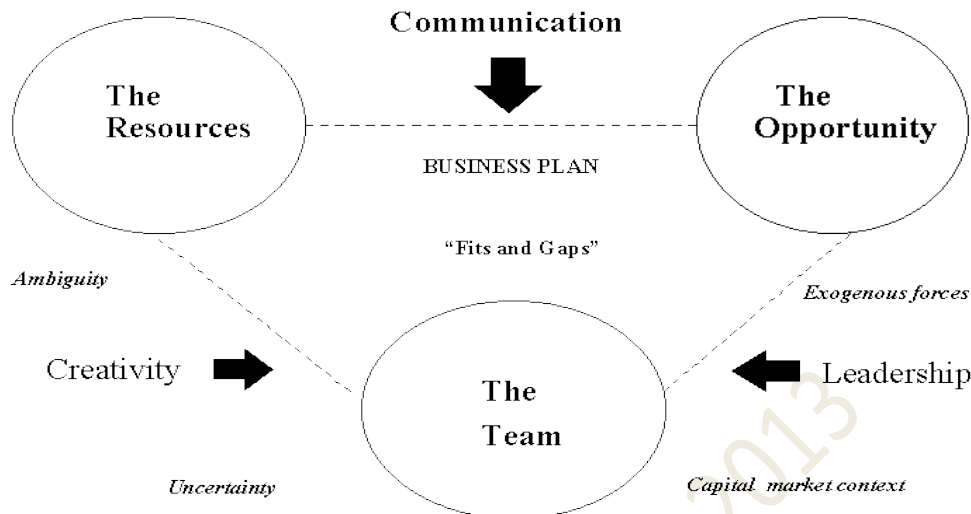 Communication
The
Resources
The
Opportunity
BUSINESS PLAN
“Fits and Gaps”
Ambiguity
Exogenous forces
Creativity
Leadership
The
Team
Uncertainty
Capital market context
2013